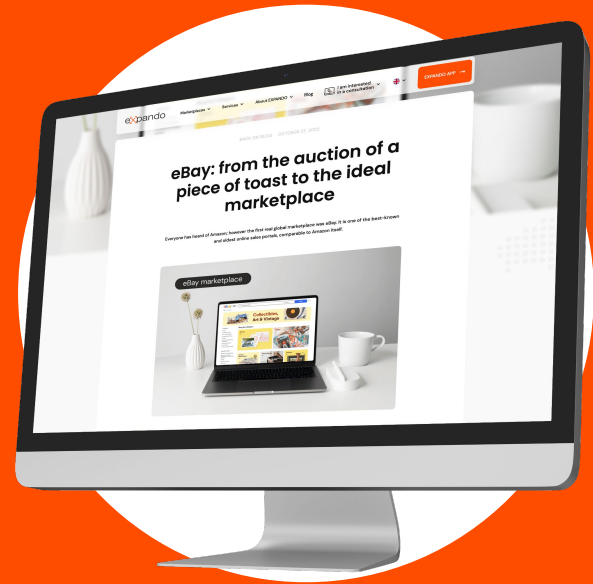 expando
Marketplaces Services About EXPANDO Blog I am interested
in a consultation EXPANDO APP
OCTOBER 27, 2022
eBay: from the auction of a
piece of toast to the ideal
marketplace
Everyone has heard of Amazon; however the first real global marketplace was eBay. It is one of the best-known
and oldest online sales portals, comparable to Amazon itself.
eBay marketplace
Collectibles,
Art & Vintage